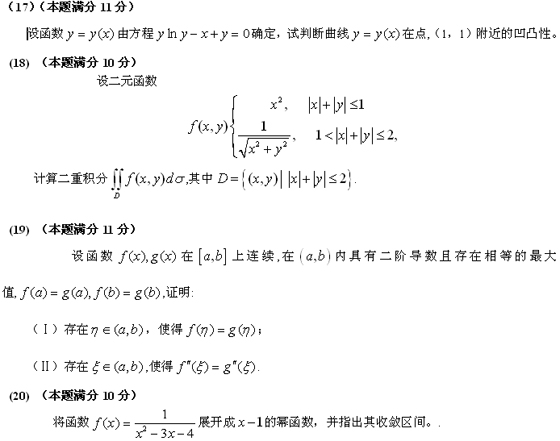 (17)(本题满分 11 分)
设函数 y = y(x) 由方程 y ln y − x + y = 0 确定，试判断曲线 y = y(x) 在点,(1, 1) 附近的凹凸性。
(18) (本题满分 10 分)
设二元函数
f(x, y) { x², |x|+|y| ≤1
1/√(x² + y²), 1<|x|+|y| ≤ 2,
计算二重积分 ∬_D f(x, y)dσ,其中 D = {(x, y)| |x|+|y| ≤ 2}.
(19) (本题满分 11 分)
设函数 f(x), g(x) 在 [a,b] 上连续,在 (a,b) 内具有二阶导数且存在相等的最大
值, f(a) = g(a), f(b) = g(b),证明:
(Ⅰ) 存在 η∈(a,b)，使得 f(η) = g(η)；
(Ⅱ) 存在 ξ∈(a,b),使得 f″(ξ) = g″(ξ).
(20) (本题满分 10 分)
将函数 f(x) = 1/(x² − 3x − 4) 展开成 x − 1 的幂函数，并指出其收敛区间。.